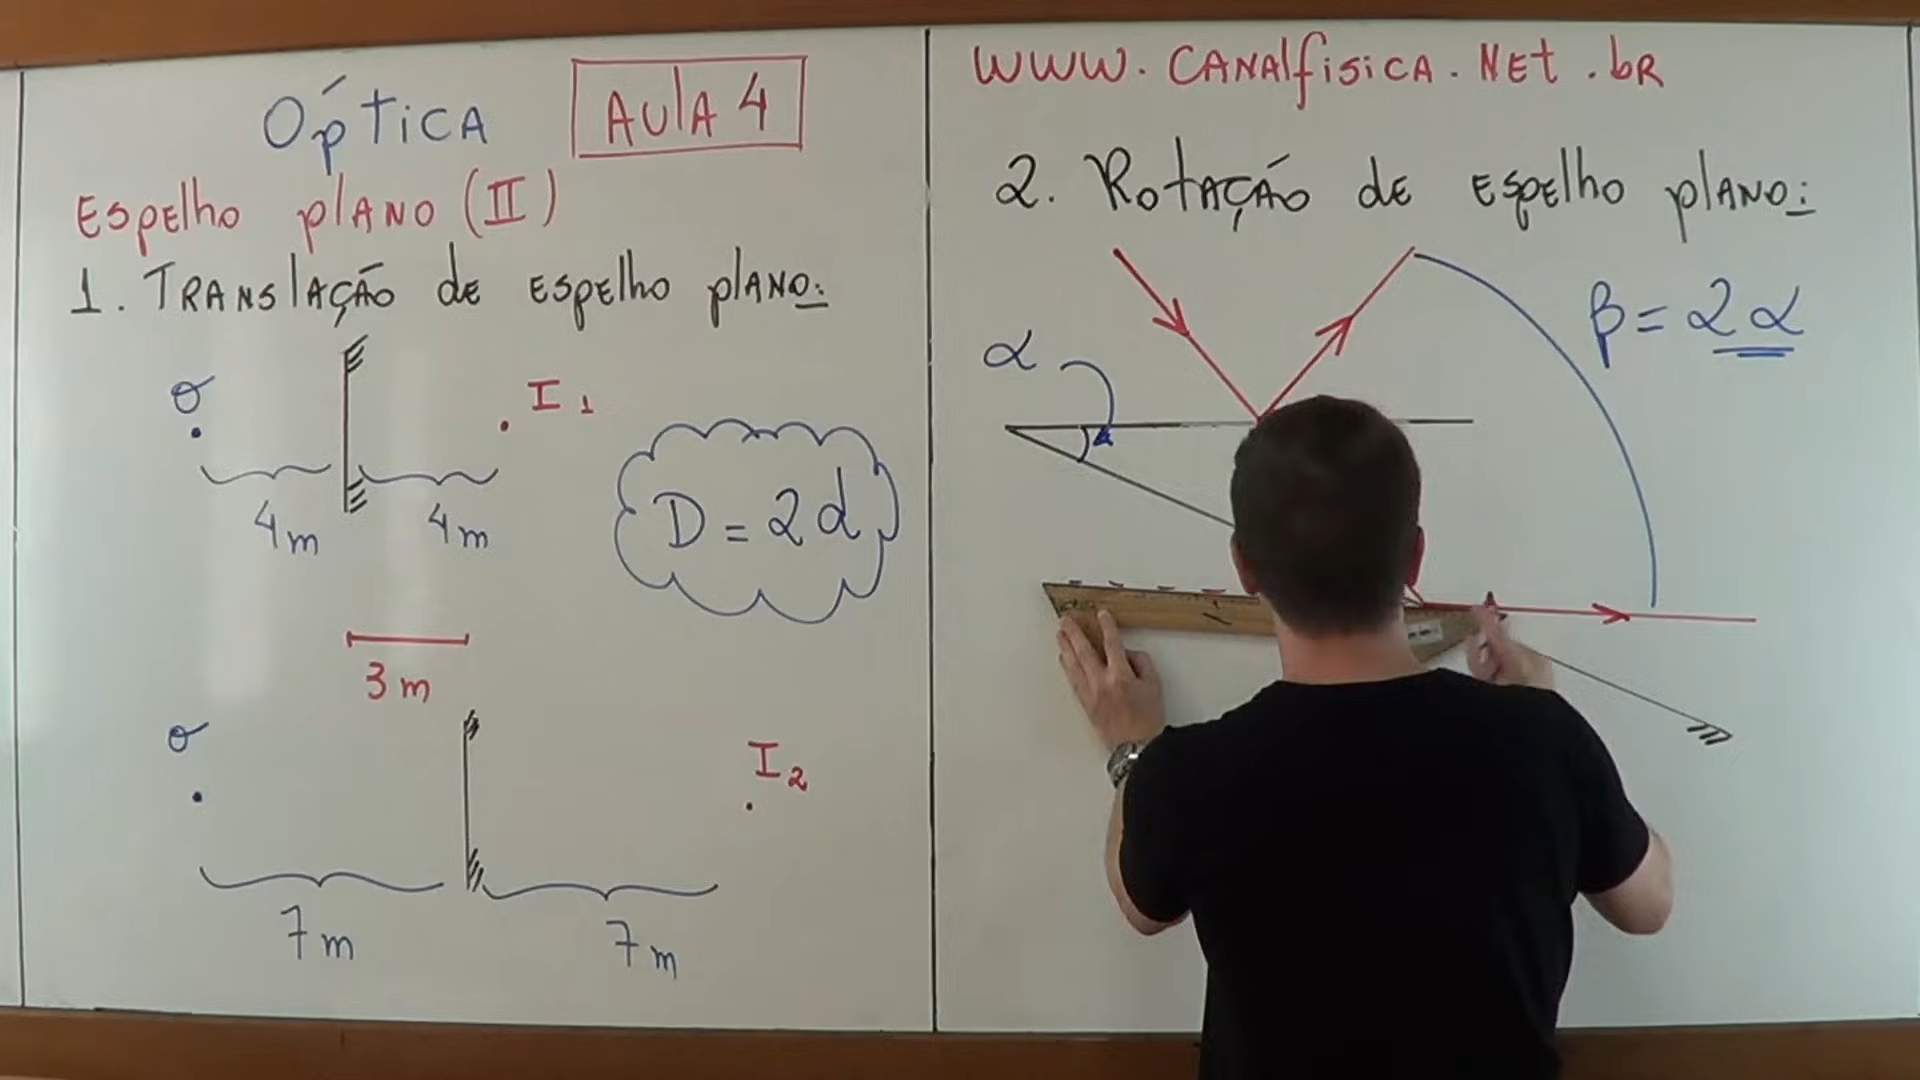 Óptica Aula 4
Espelho plano (II)
1. Translação de espelho plano:
O
I1
4m 4m
D = 2d
3 m
O
I2
7m 7m
www.canalfisica.net.br
2. Rotação de espelho plano:
β = 2α
α